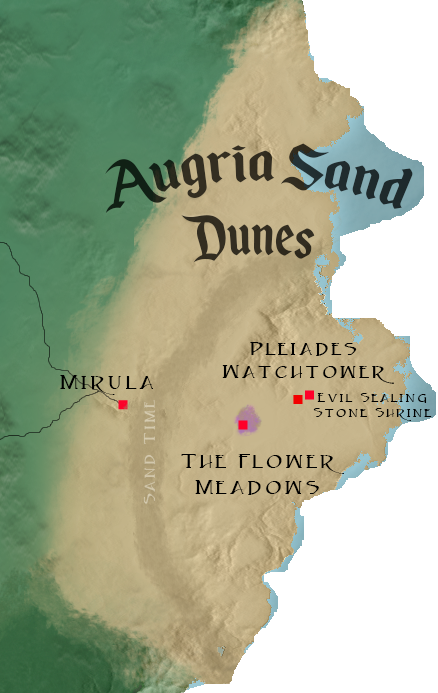 Augria Sand
Dunes
Pleiades
Watchtower
Mirula
Evil Sealing
Stone Shrine
Sand Time
The Flower
Meadows